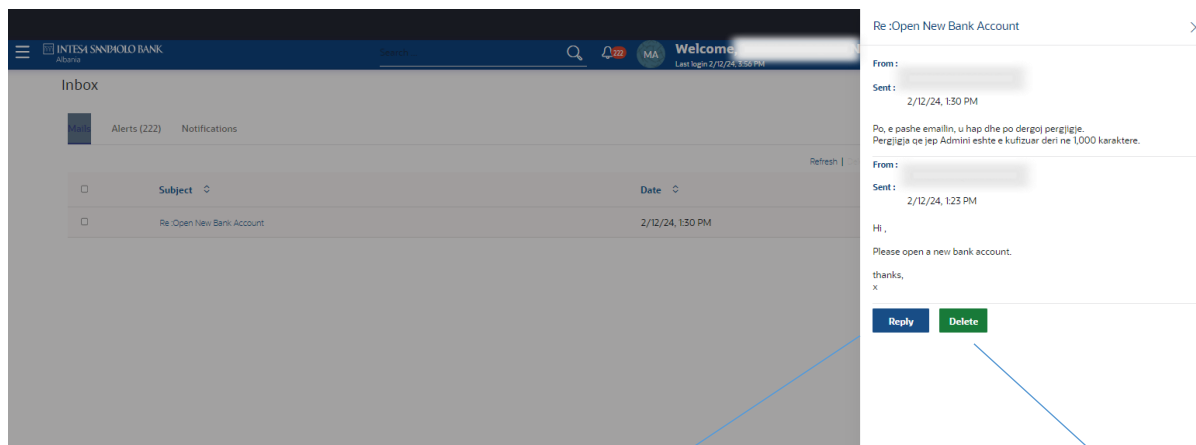 INTESA SANPAOLO BANK
Albania
Search...
222
MA
Welcome,
Last login 2/12/24, 3:56 PM
Inbox
Mails
Alerts (222)
Notifications
Refresh |
Subject
Date
Re :Open New Bank Account
2/12/24, 1:30 PM
Re :Open New Bank Account
From :
Sent :
2/12/24, 1:30 PM
Po, e pashe emailin, u hap dhe po dergoj pergjigje.
Pergjigja qe jep Admini eshte e kufizuar deri ne 1,000 karaktere.
From :
Sent :
2/12/24, 1:23 PM
Hi ,
Please open a new bank account.
thanks,
x
Reply
Delete